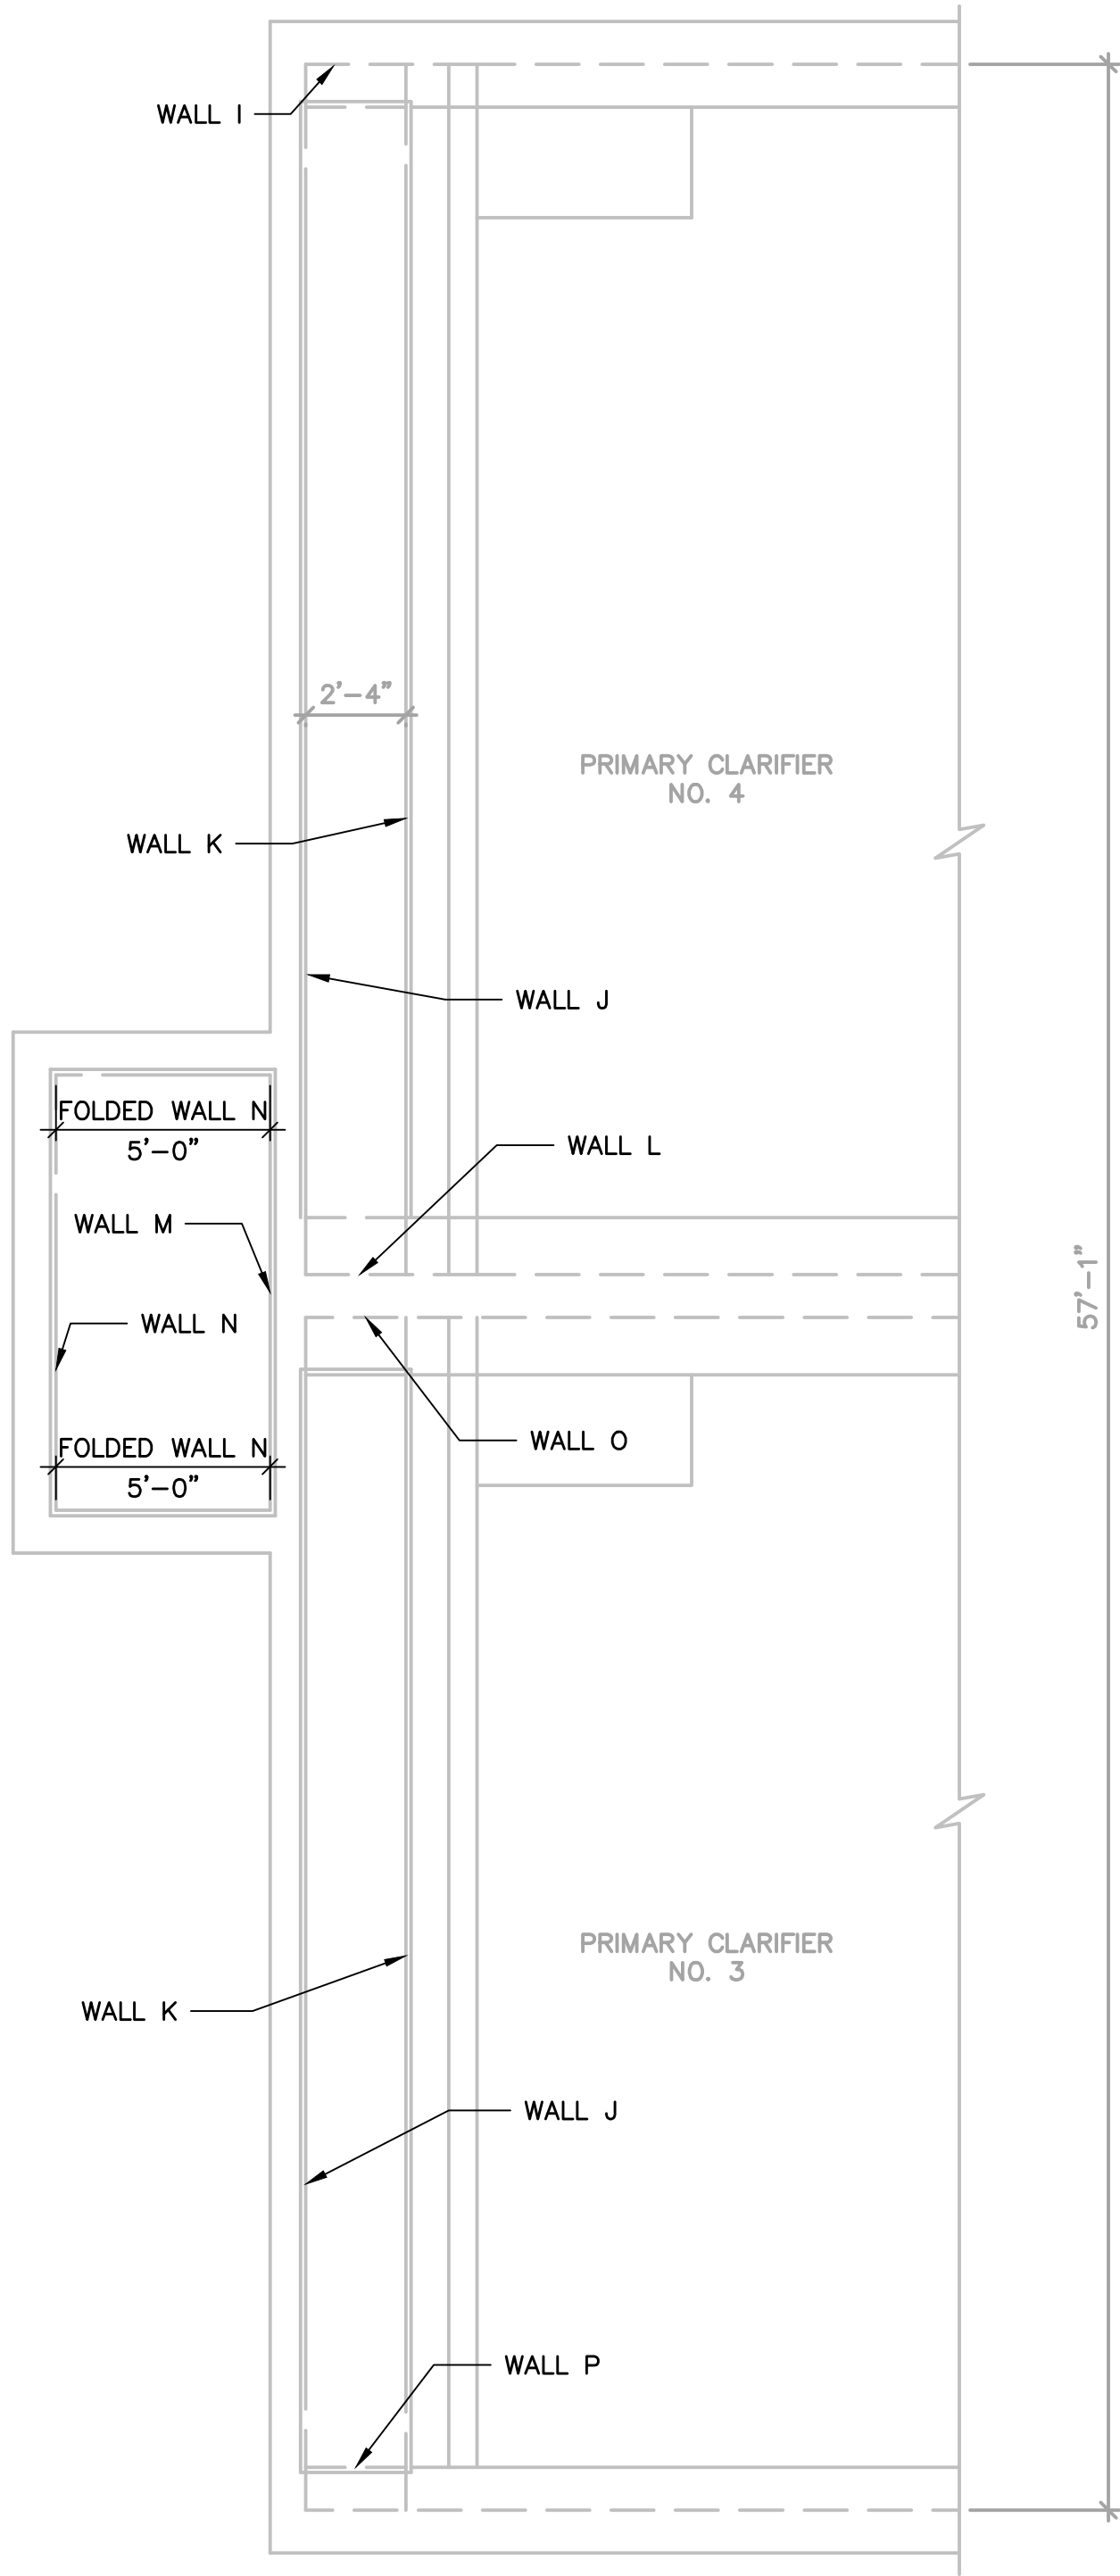 WALL I
2'-4"
PRIMARY CLARIFIER
NO. 4
WALL K
WALL J
FOLDED WALL N
5'-0"
WALL L
WALL M
57'-1"
WALL N
FOLDED WALL N
5'-0"
WALL O
PRIMARY CLARIFIER
NO. 3
WALL K
WALL J
WALL P